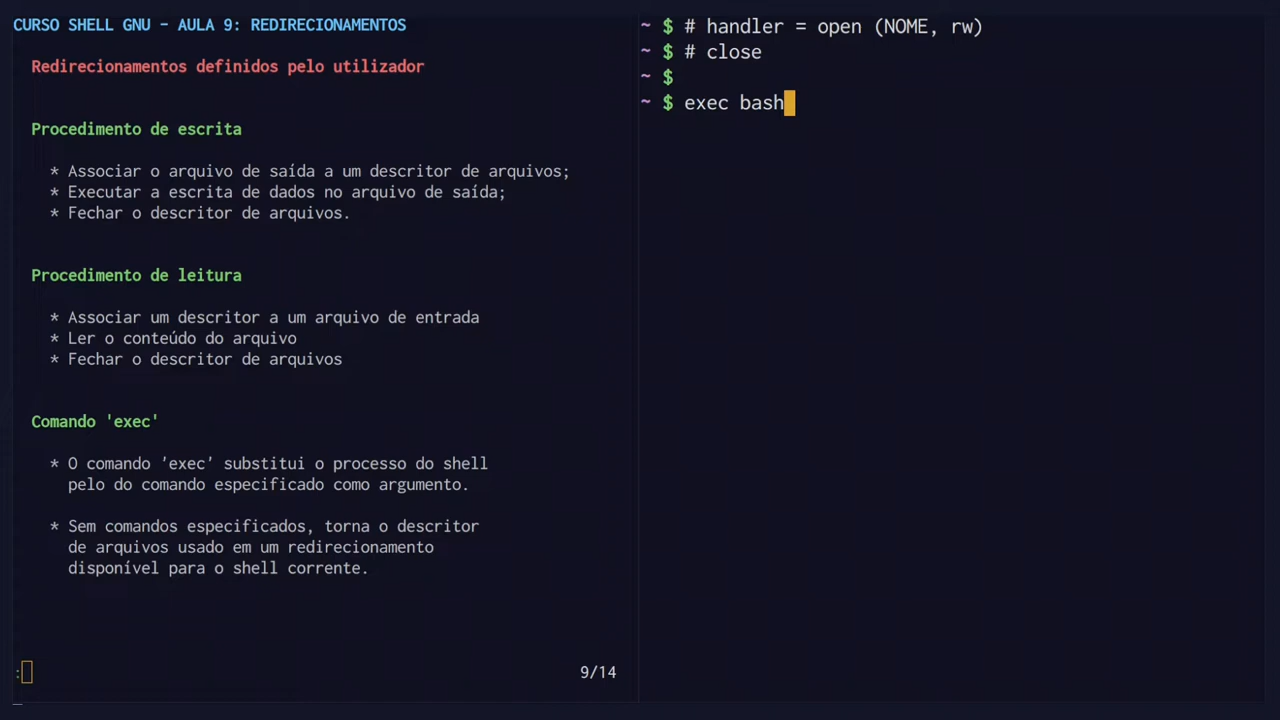 CURSO SHELL GNU - AULA 9: REDIRECIONAMENTOS
Redirecionamentos definidos pelo utilizador
Procedimento de escrita
* Associar o arquivo de saída a um descritor de arquivos;
* Executar a escrita de dados no arquivo de saída;
* Fechar o descritor de arquivos.
Procedimento de leitura
* Associar um descritor a um arquivo de entrada
* Ler o conteúdo do arquivo
* Fechar o descritor de arquivos
Comando 'exec'
* O comando 'exec' substitui o processo do shell
pelo do comando especificado como argumento.
* Sem comandos especificados, torna o descritor
de arquivos usado em um redirecionamento
disponível para o shell corrente.
:
9/14
~ $ # handler = open (NOME, rw)
~ $ # close
~ $
~ $ exec bash